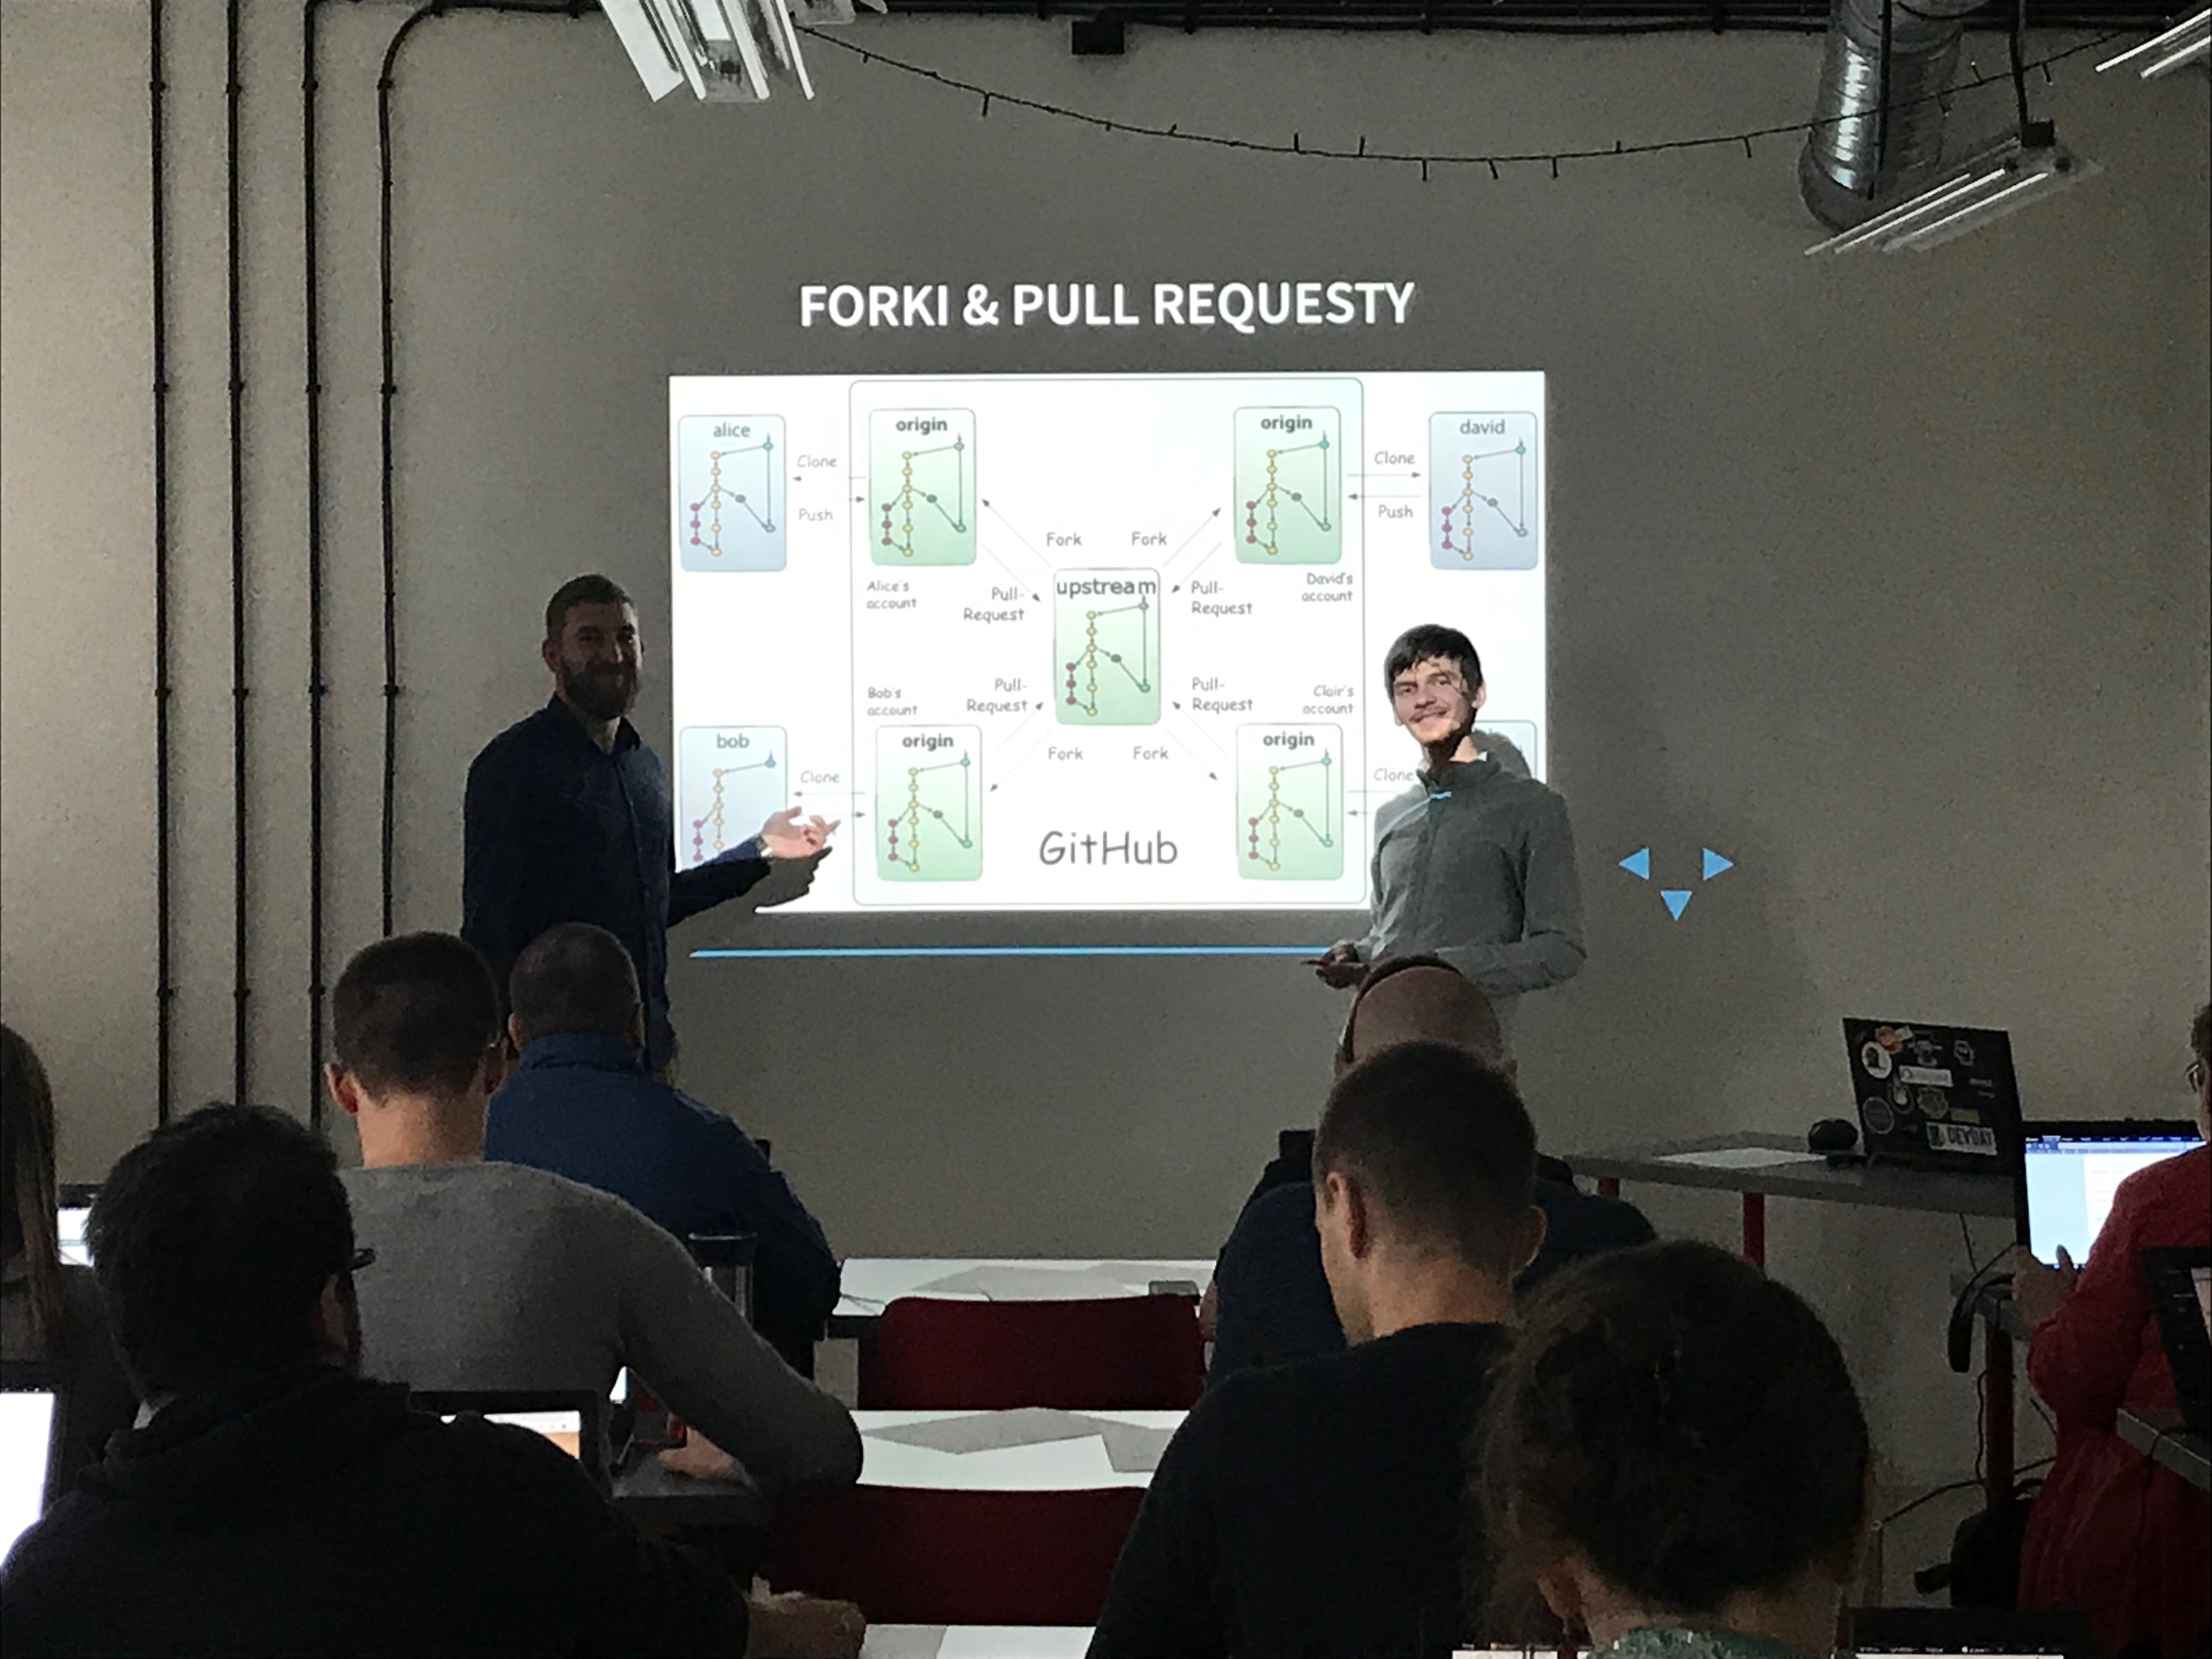 FORKI & PULL REQUESTY
alice
Clone
Push
origin
Alice's
account
Fork
Pull-
Request
origin
David's
account
Fork
Pull-
Request
Clone
Push
david
upstream
Bob's
account
Pull-
Request
Fork
origin
Clone
bob
Pull-
Request
Fork
Clair's
account
origin
Clone
GitHub
DEVDAY